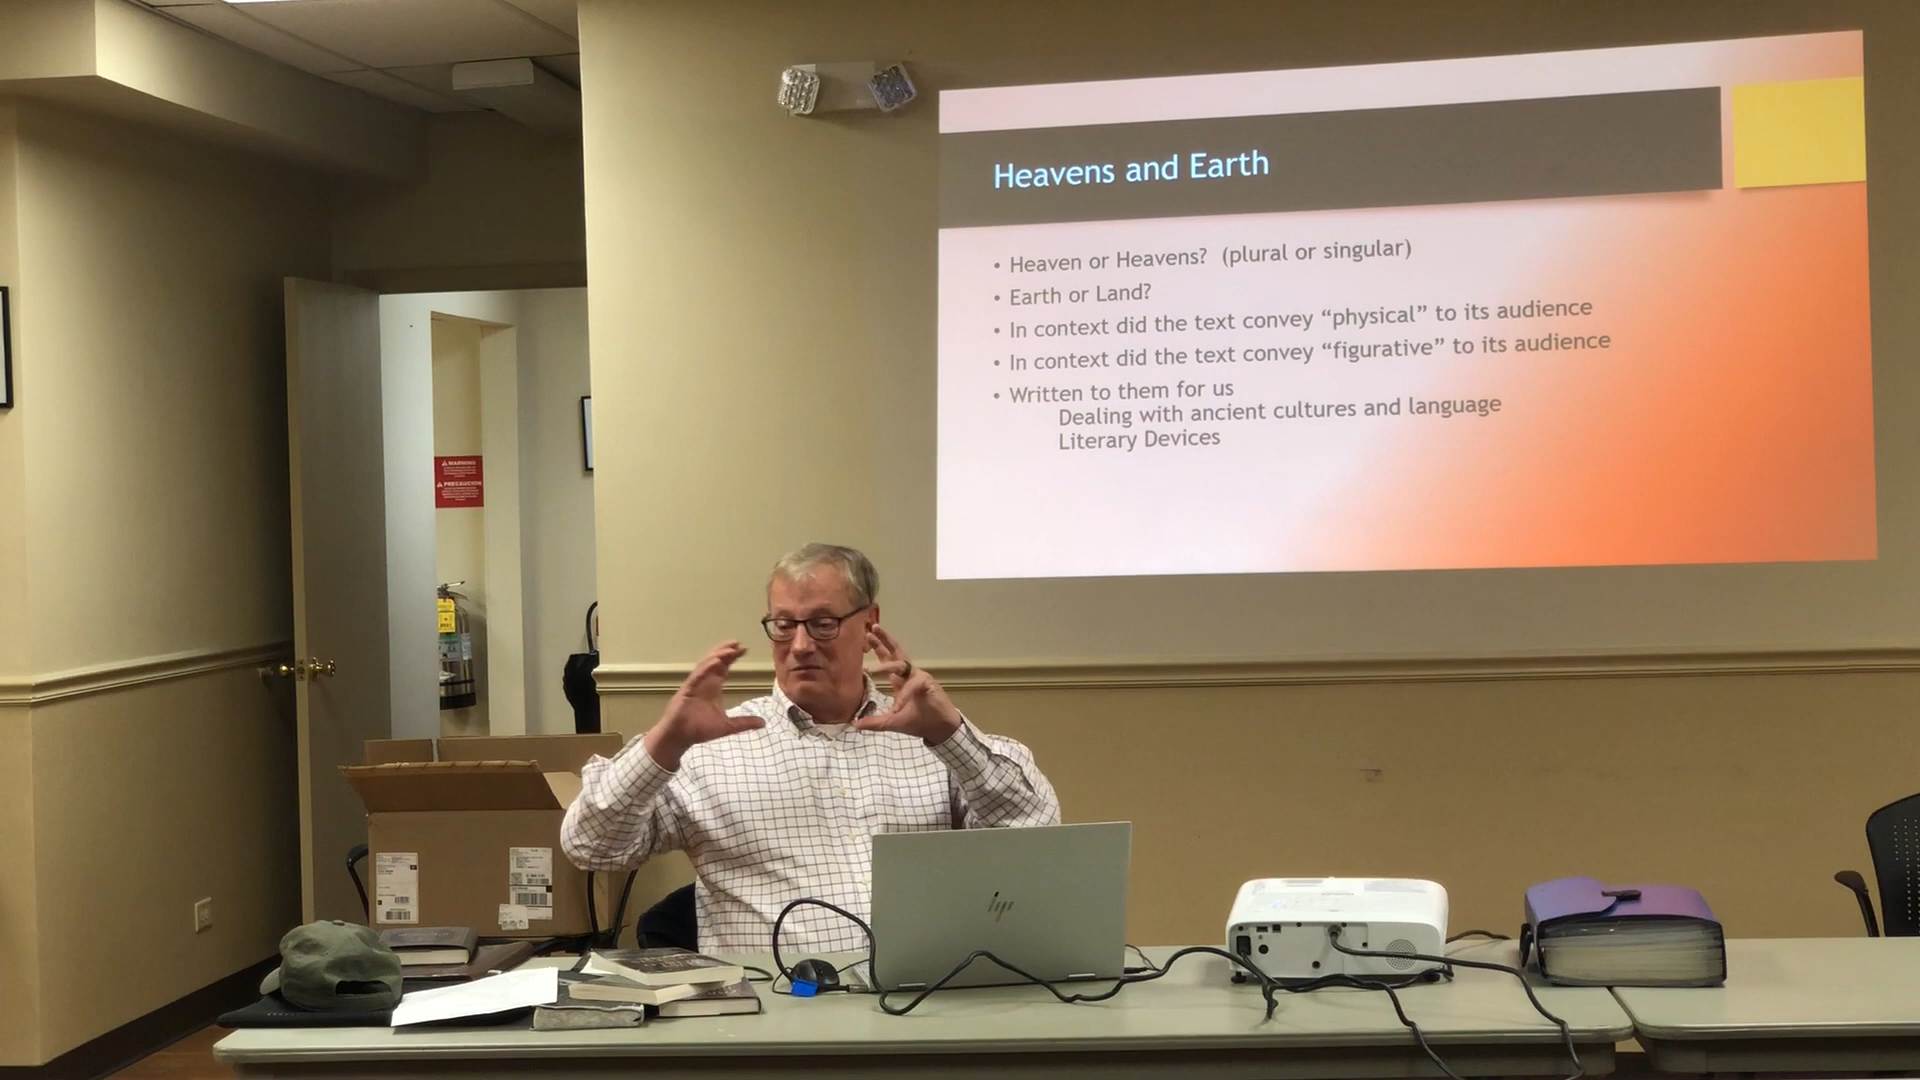 Heavens and Earth
• Heaven or Heavens? (plural or singular)
• Earth or Land?
• In context did the text convey “physical” to its audience
• In context did the text convey “figurative” to its audience
• Written to them for us
Dealing with ancient cultures and language
Literary Devices
WARNING
PRECAUCION
hp